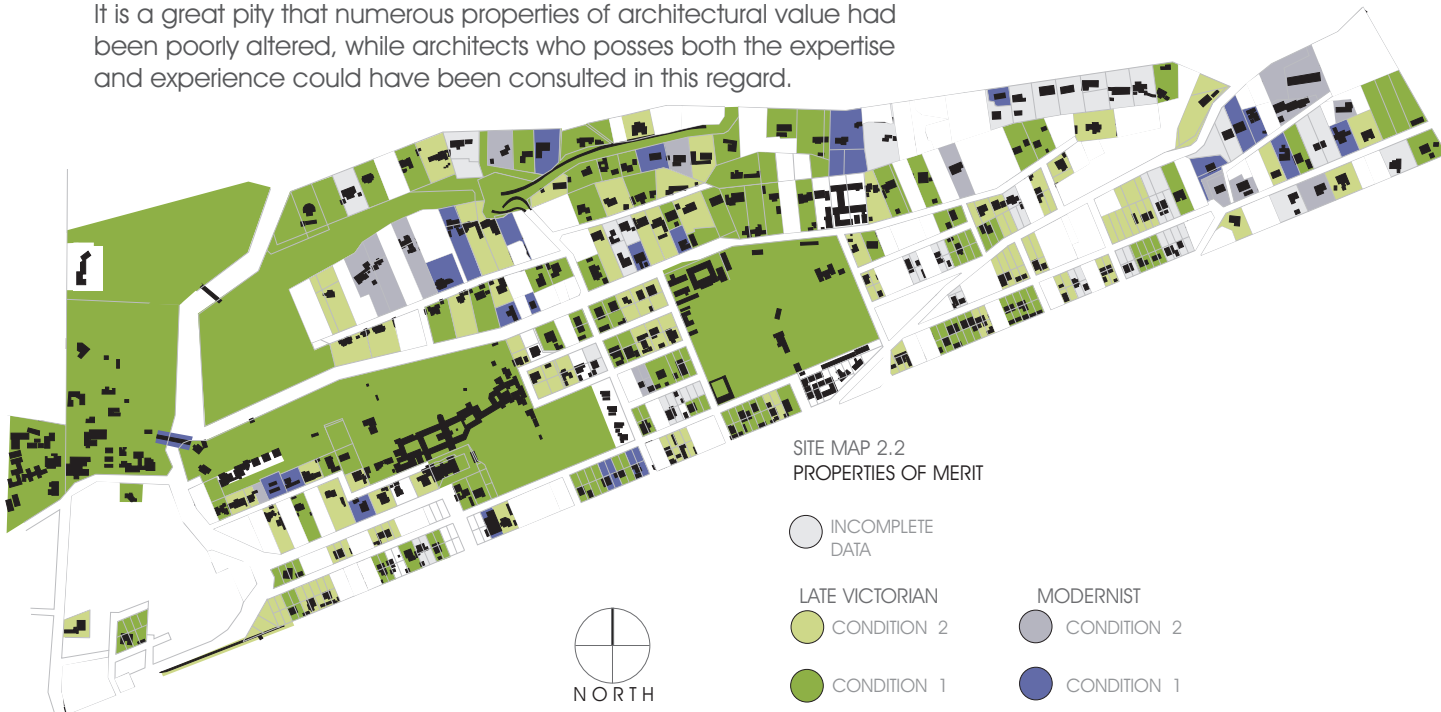 It is a great pity that numerous properties of architectural value had
been poorly altered, while architects who posses both the expertise
and experience could have been consulted in this regard.
SITE MAP 2.2
PROPERTIES OF MERIT
INCOMPLETE
DATA
LATE VICTORIAN
CONDITION 2
CONDITION 1
MODERNIST
CONDITION 2
CONDITION 1
NORTH